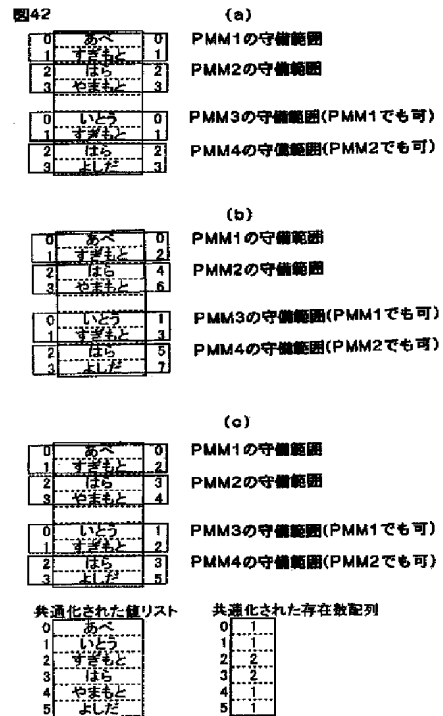 図42
(a)
0 あべ 0 PMM1の守備範囲
1 すぎもと 1
2 はら 2 PMM2の守備範囲
3 やまもと 3
0 いとう 0 PMM3の守備範囲(PMM1でも可)
1 すぎもと 1
2 はら 2 PMM4の守備範囲(PMM2でも可)
3 よしだ 3
(b)
0 あべ 0 PMM1の守備範囲
1 すぎもと 2
2 はら 4 PMM2の守備範囲
3 やまもと 6
0 いとう 1 PMM3の守備範囲(PMM1でも可)
1 すぎもと 3
2 はら 5 PMM4の守備範囲(PMM2でも可)
3 よしだ 7
(c)
0 あべ 0 PMM1の守備範囲
1 すぎもと 2
2 はら 3 PMM2の守備範囲
3 やまもと 4
0 いとう 1 PMM3の守備範囲(PMM1でも可)
1 すぎもと 2
2 はら 3 PMM4の守備範囲(PMM2でも可)
3 よしだ 5
共通化された値リスト 共通化された存在数配列
0 あべ 0 1
1 いとう 1 1
2 すぎもと 2 2
3 はら 3 2
4 やまもと 4 1
5 よしだ 5 1